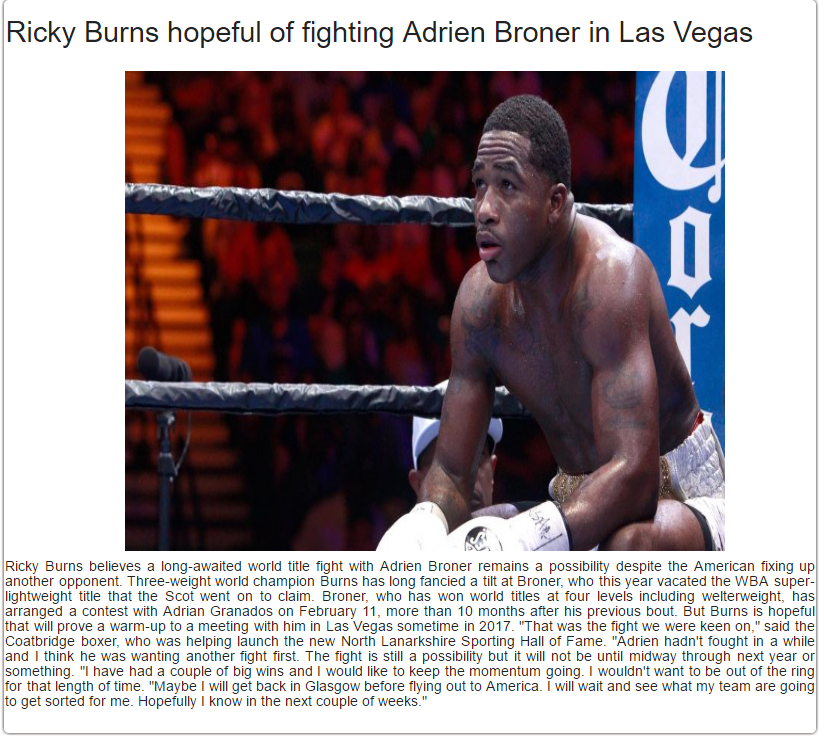 Ricky Burns hopeful of fighting Adrien Broner in Las Vegas
C
or
Ricky Burns believes a long-awaited world title fight with Adrien Broner remains a possibility despite the American fixing up
another opponent. Three-weight world champion Burns has long fancied a tilt at Broner, who this year vacated the WBA super-
lightweight title that the Scot went on to claim. Broner, who has won world titles at four levels including welterweight, has
arranged a contest with Adrian Granados on February 11, more than 10 months after his previous bout. But Burns is hopeful
that will prove a warm-up to a meeting with him in Las Vegas sometime in 2017. "That was the fight we were keen on," said the
Coatbridge boxer, who was helping launch the new North Lanarkshire Sporting Hall of Fame. "Adrien hadn't fought in a while
and I think he was wanting another fight first. The fight is still a possibility but it will not be until midway through next year or
something. "I have had a couple of big wins and I would like to keep the momentum going. I wouldn't want to be out of the ring
for that length of time. "Maybe I will get back in Glasgow before flying out to America. I will wait and see what my team are going
to get sorted for me. Hopefully I know in the next couple of weeks."